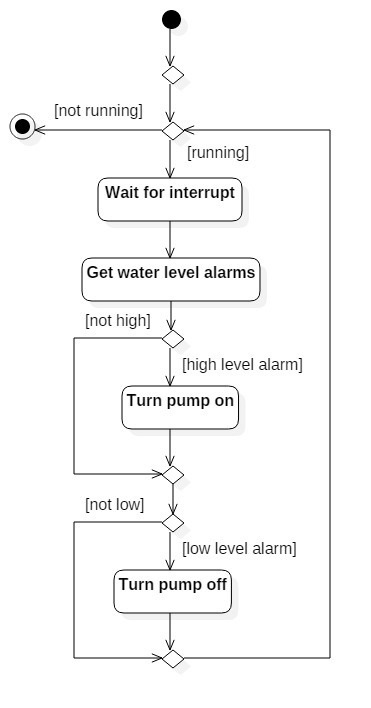 [not running]
[running]
Wait for interrupt
Get water level alarms
[not high]
[high level alarm]
Turn pump on
[not low]
[low level alarm]
Turn pump off